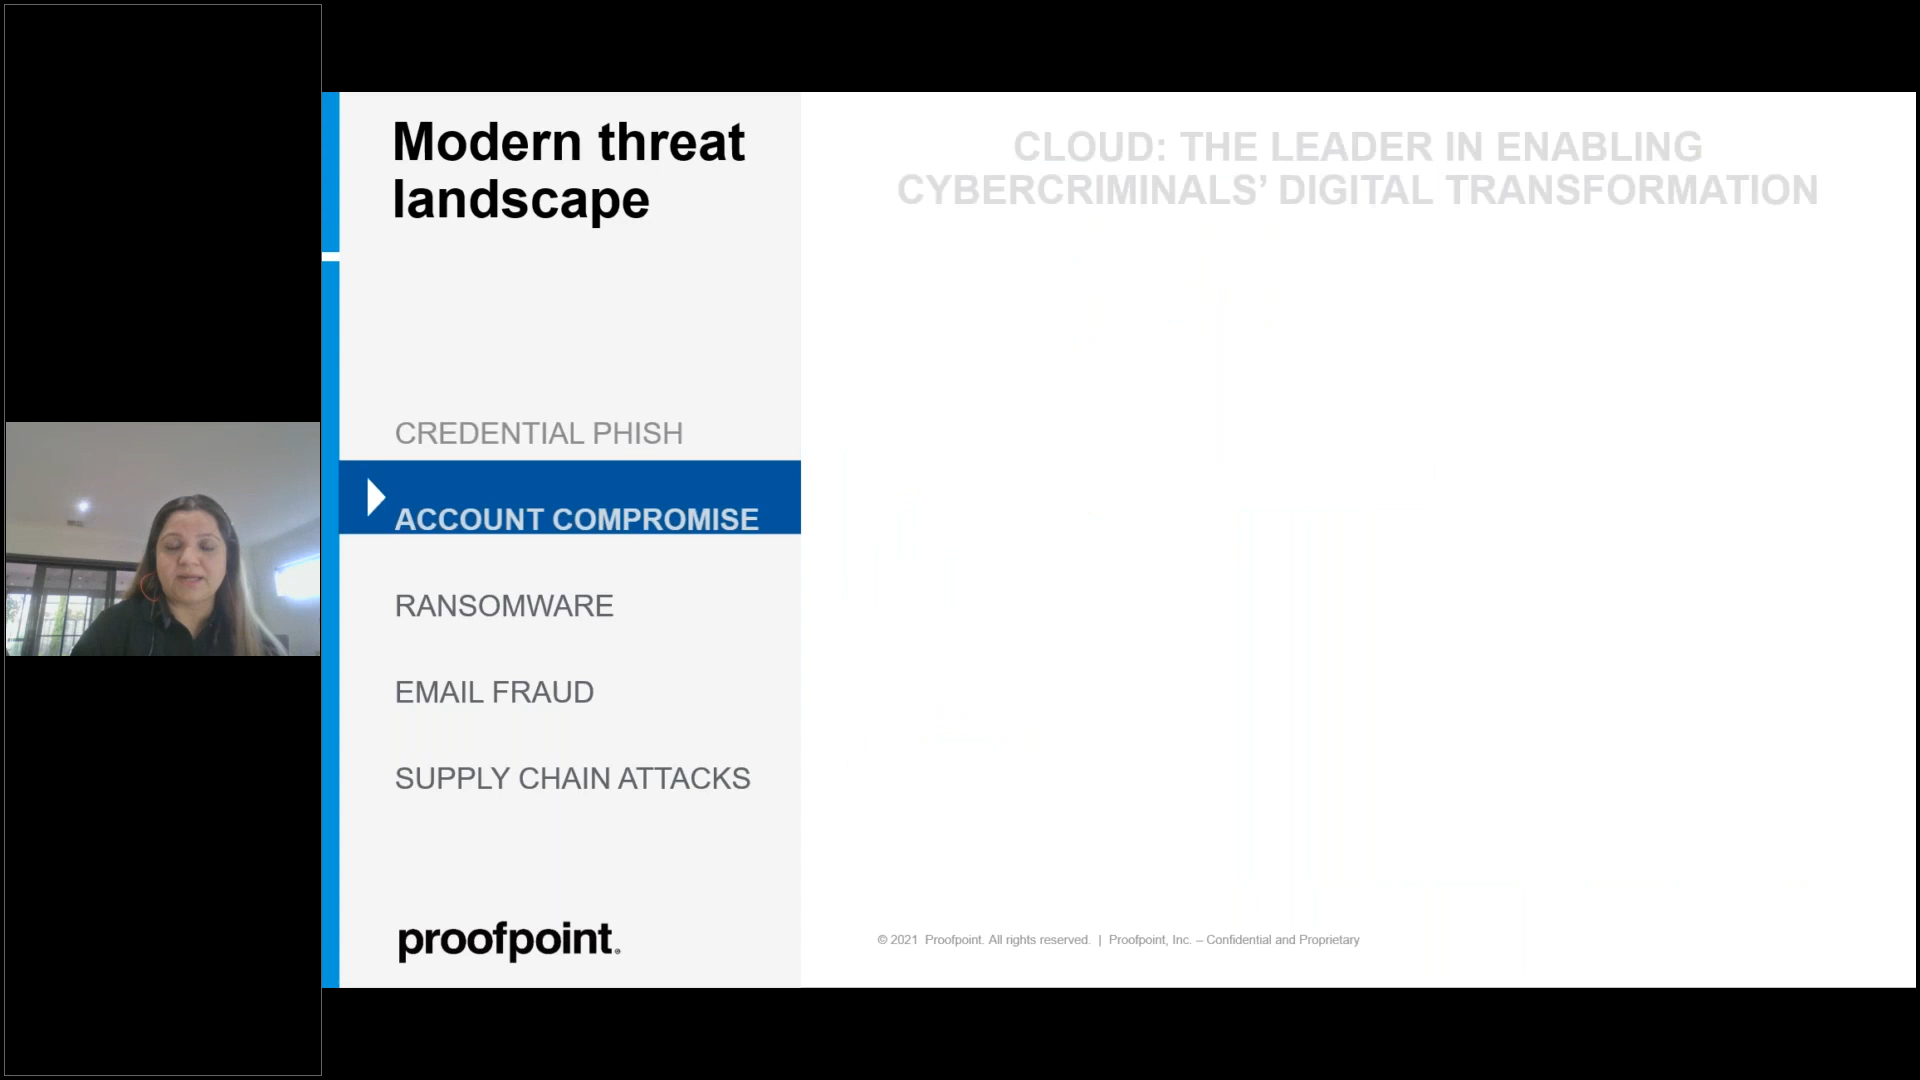 Modern threat
landscape
CREDENTIAL PHISH
ACCOUNT COMPROMISE
RANSOMWARE
EMAIL FRAUD
SUPPLY CHAIN ATTACKS
proofpoint®
CLOUD: THE LEADER IN ENABLING
CYBERCRIMINALS’ DIGITAL TRANSFORMATION
© 2021 Proofpoint. All rights reserved. | Proofpoint, Inc. – Confidential and Proprietary